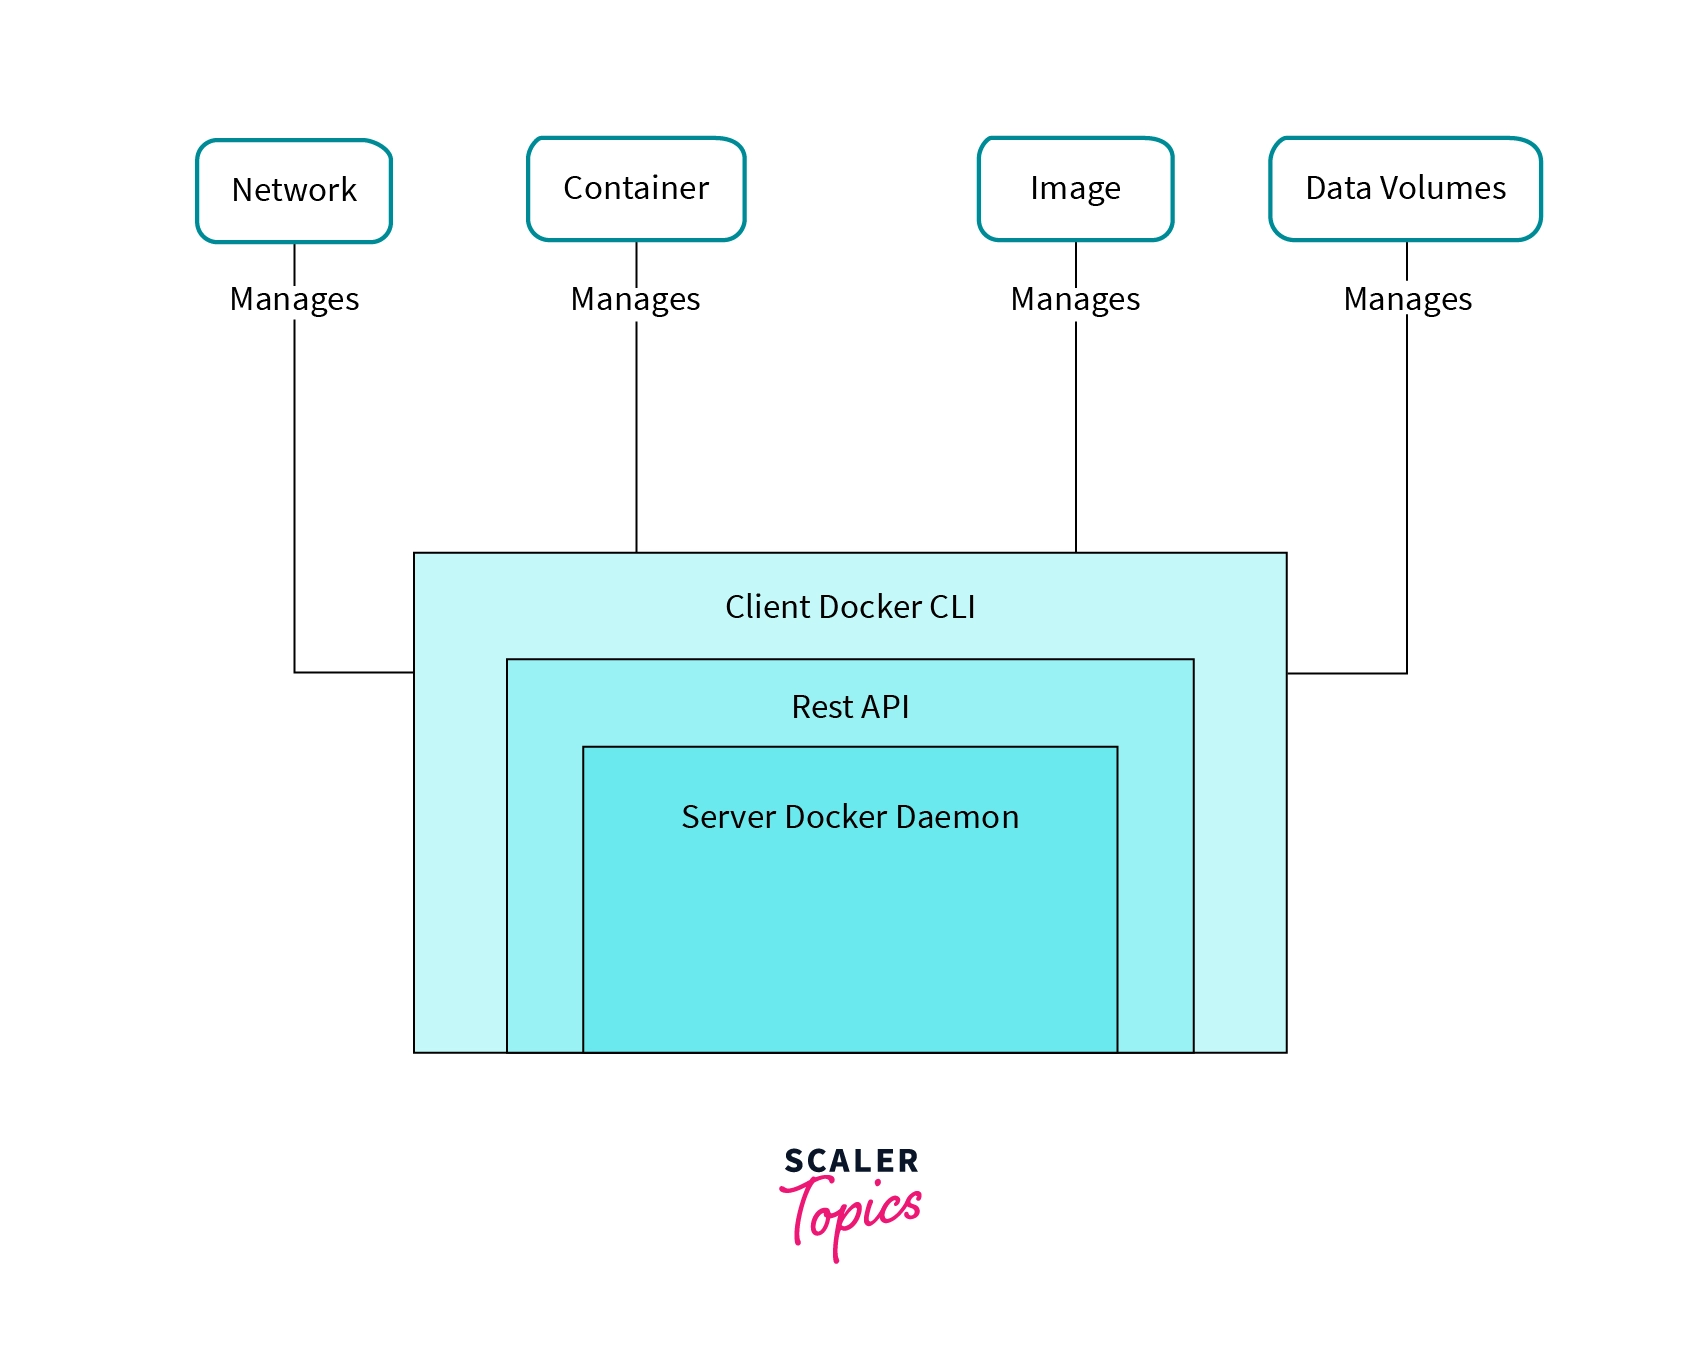 Network
Container
Image
Data Volumes
Manages
Manages
Manages
Manages
Client Docker CLI
Rest API
Server Docker Daemon
SCALER
Topics